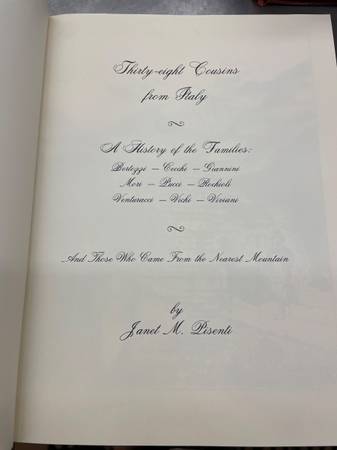 Thirty-eight Cousins
from Italy
A History of the Families:
Bertozzi — Cecchi — Giannini
Mori — Pucci — Rochioli
Venturacci — Vichi — Viviani
And Those Who Came From the Nearest Mountain
by
Janet M. Pisenti